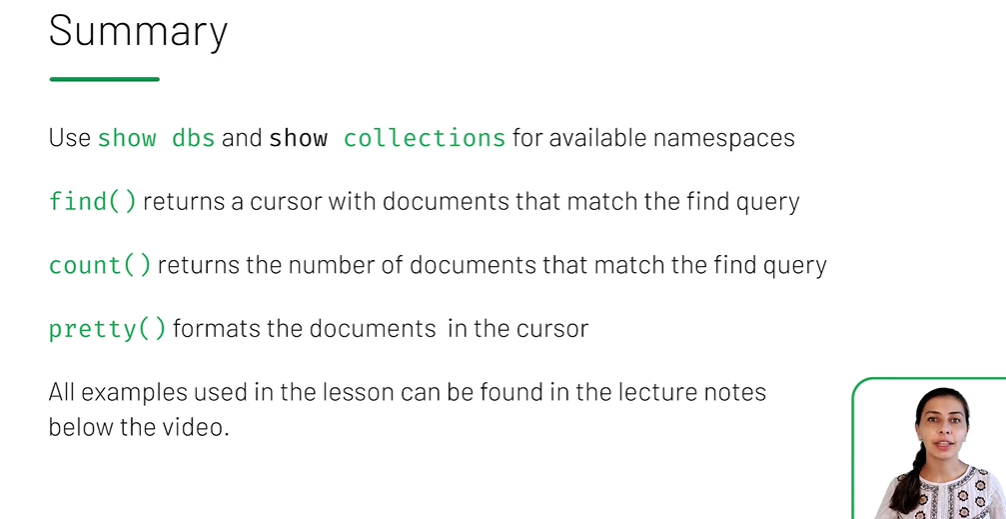 Summary
Use show dbs and show collections for available namespaces
find() returns a cursor with documents that match the find query
count() returns the number of documents that match the find query
pretty() formats the documents in the cursor
All examples used in the lesson can be found in the lecture notes
below the video.